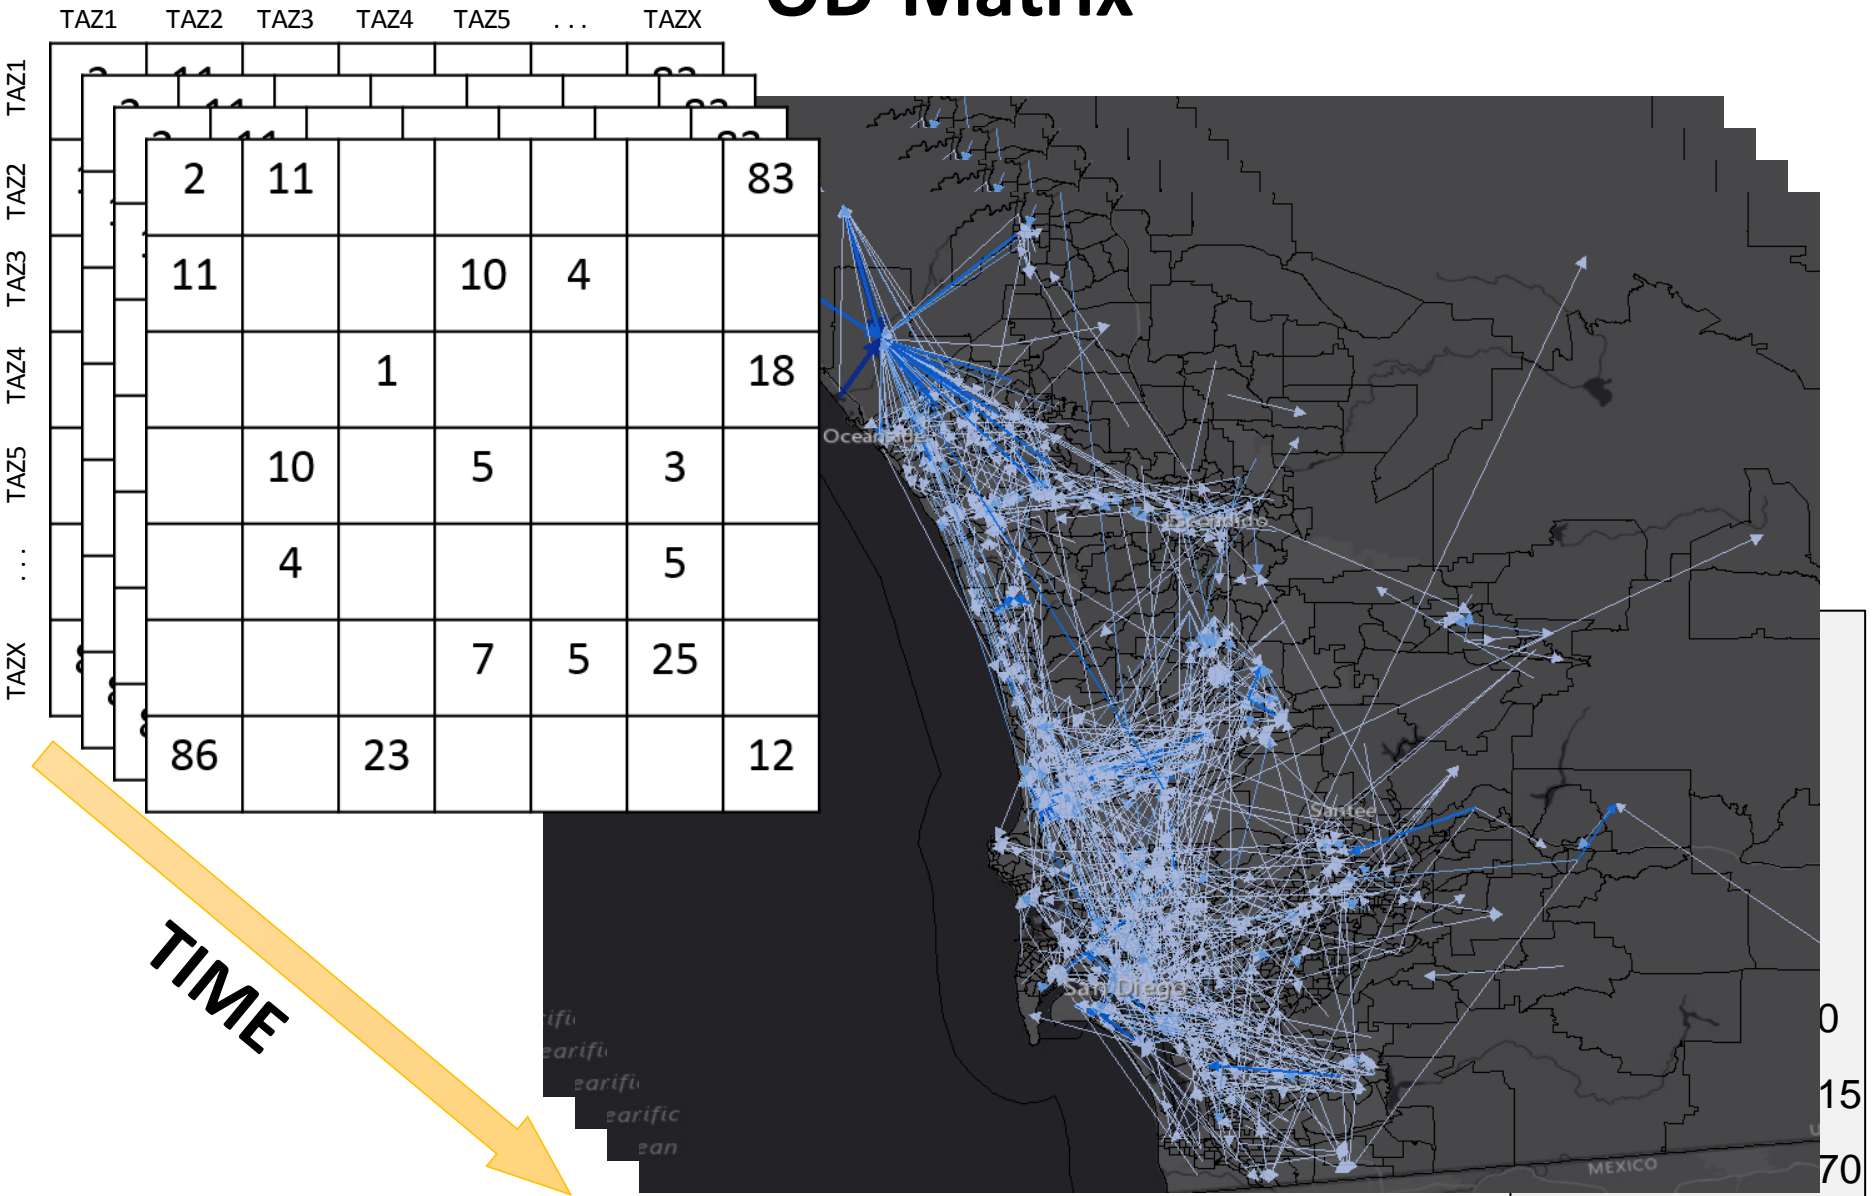 OD Matrix
TAZ1 TAZ2 TAZ3 TAZ4 TAZ5 ... TAZX
TAZ1
TAZ2
TAZ3
TAZ4
TAZ5
...
TAZX
2 11 83
11 10 4
1 18
10 5 3
4 5
7 5 25
86 23 12
TIME
Oceanside
Escondido
Santee
San Diego
MEXICO
0
15
70